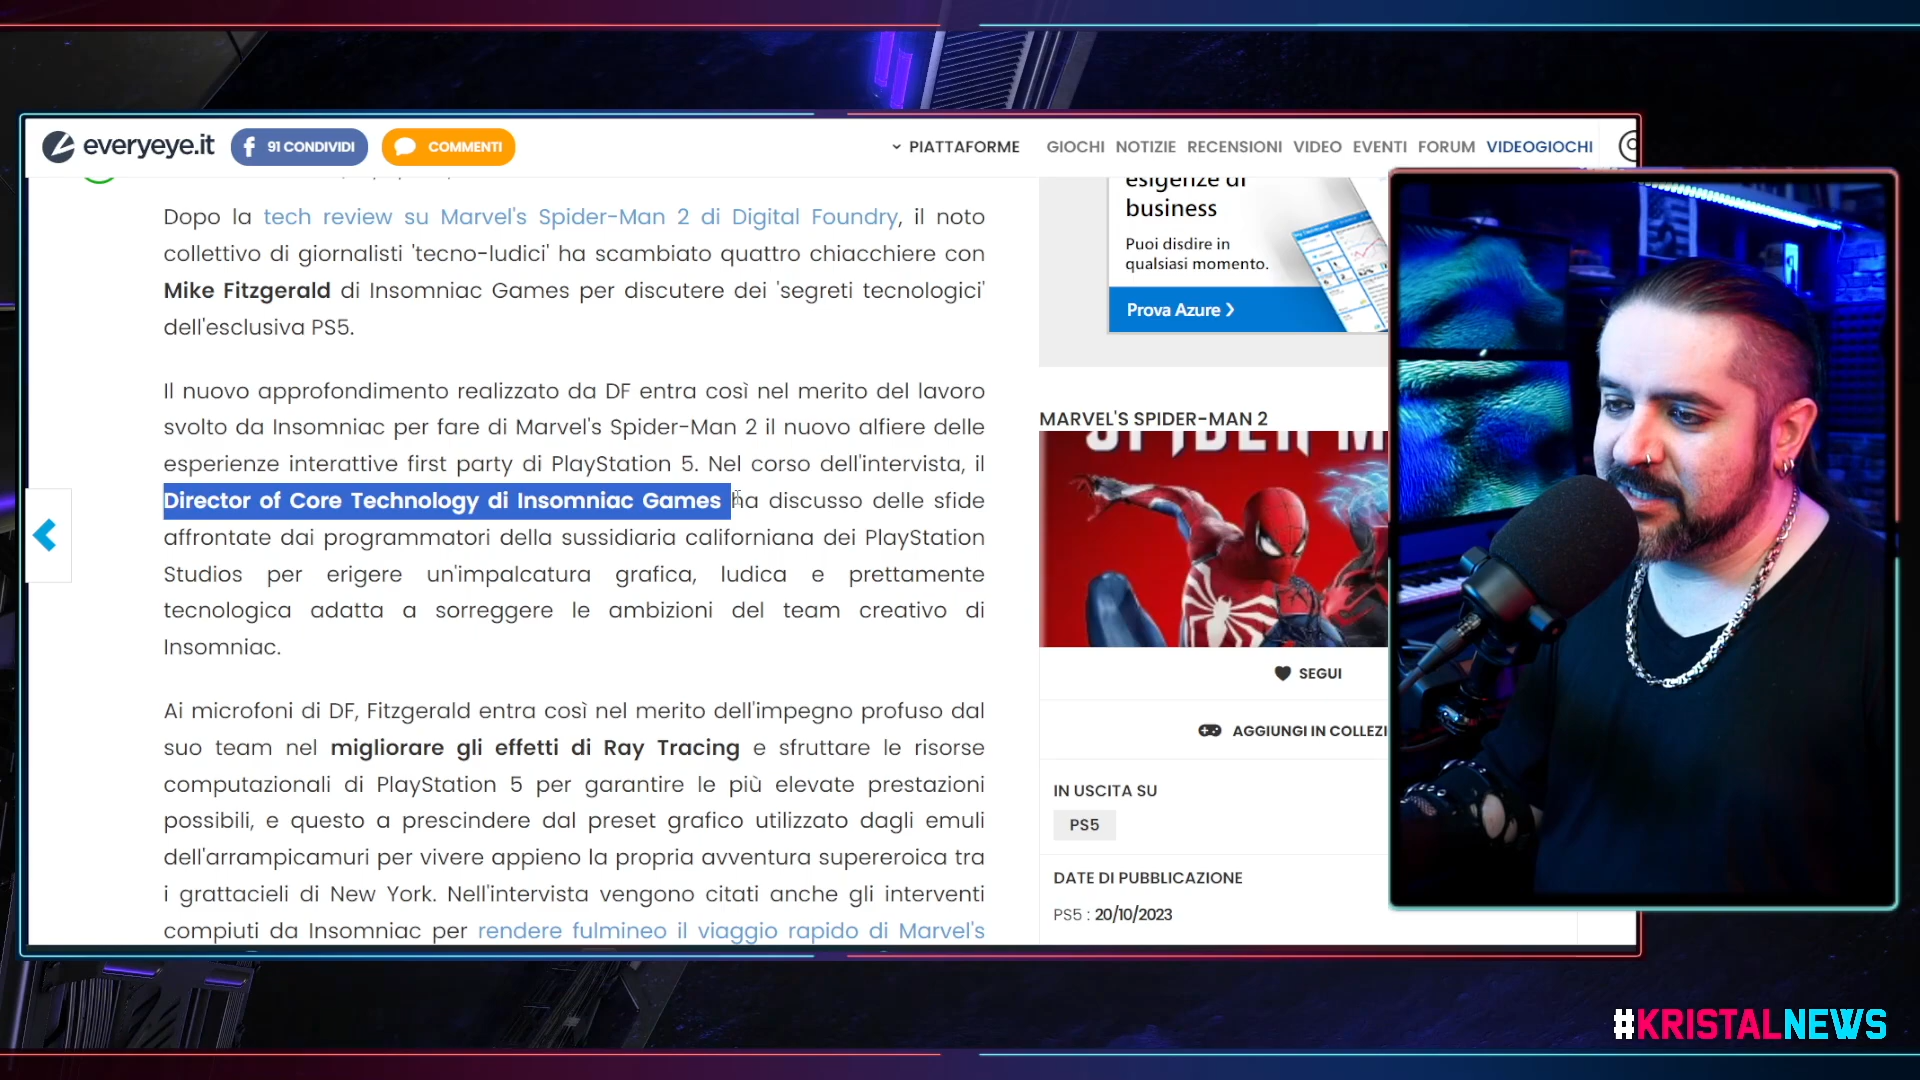 everyeye.it
91 CONDIVIDI
COMMENTI
PIATTAFORME
GIOCHI NOTIZIE RECENSIONI VIDEO EVENTI FORUM VIDEOGIOCHI
Dopo la tech review su Marvel's Spider-Man 2 di Digital Foundry, il noto
collettivo di giornalisti 'tecno-ludici' ha scambiato quattro chiacchiere con
Mike Fitzgerald di Insomniac Games per discutere dei 'segreti tecnologici'
dell'esclusiva PS5.
Il nuovo approfondimento realizzato da DF entra così nel merito del lavoro
svolto da Insomniac per fare di Marvel's Spider-Man 2 il nuovo alfiere delle
esperienze interattive first party di PlayStation 5. Nel corso dell'intervista, il
Director of Core Technology di Insomniac Games ha discusso delle sfide
affrontate dai programmatori della sussidiaria californiana dei PlayStation
Studios per erigere un'impalcatura grafica, ludica e prettamente
tecnologica adatta a sorreggere le ambizioni del team creativo di
Insomniac.
Ai microfoni di DF, Fitzgerald entra così nel merito dell'impegno profuso dal
suo team nel migliorare gli effetti di Ray Tracing e sfruttare le risorse
computazionali di PlayStation 5 per garantire le più elevate prestazioni
possibili, e questo a prescindere dal preset grafico utilizzato dagli emuli
dell'arrampicamuri per vivere appieno la propria avventura supereroica tra
i grattacieli di New York. Nell'intervista vengono citati anche gli interventi
compiuti da Insomniac per rendere fulmineo il viaggio rapido di Marvel's
esigenze di
business
Puoi disdire in
qualsiasi momento.
Prova Azure
MARVEL'S SPIDER-MAN 2
SPIDER M
SEGUI
AGGIUNGI IN COLLEZI
IN USCITA SU
PS5
DATE DI PUBBLICAZIONE
PS5 : 20/10/2023
#KRISTALNEWS